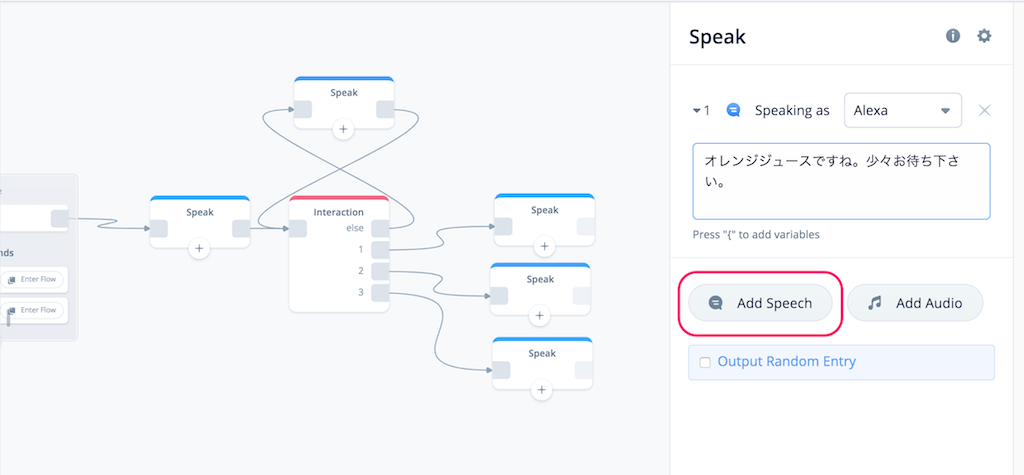 Speak
Speak
Interaction
else
1
2
3
Speak
Speak
Speak
Enter Flow
Enter Flow
Speak
1
Speaking as
Alexa
オレンジジュースですね。少々お待ち下さ
い。
Press "{" to add variables
Add Speech
Add Audio
Output Random Entry